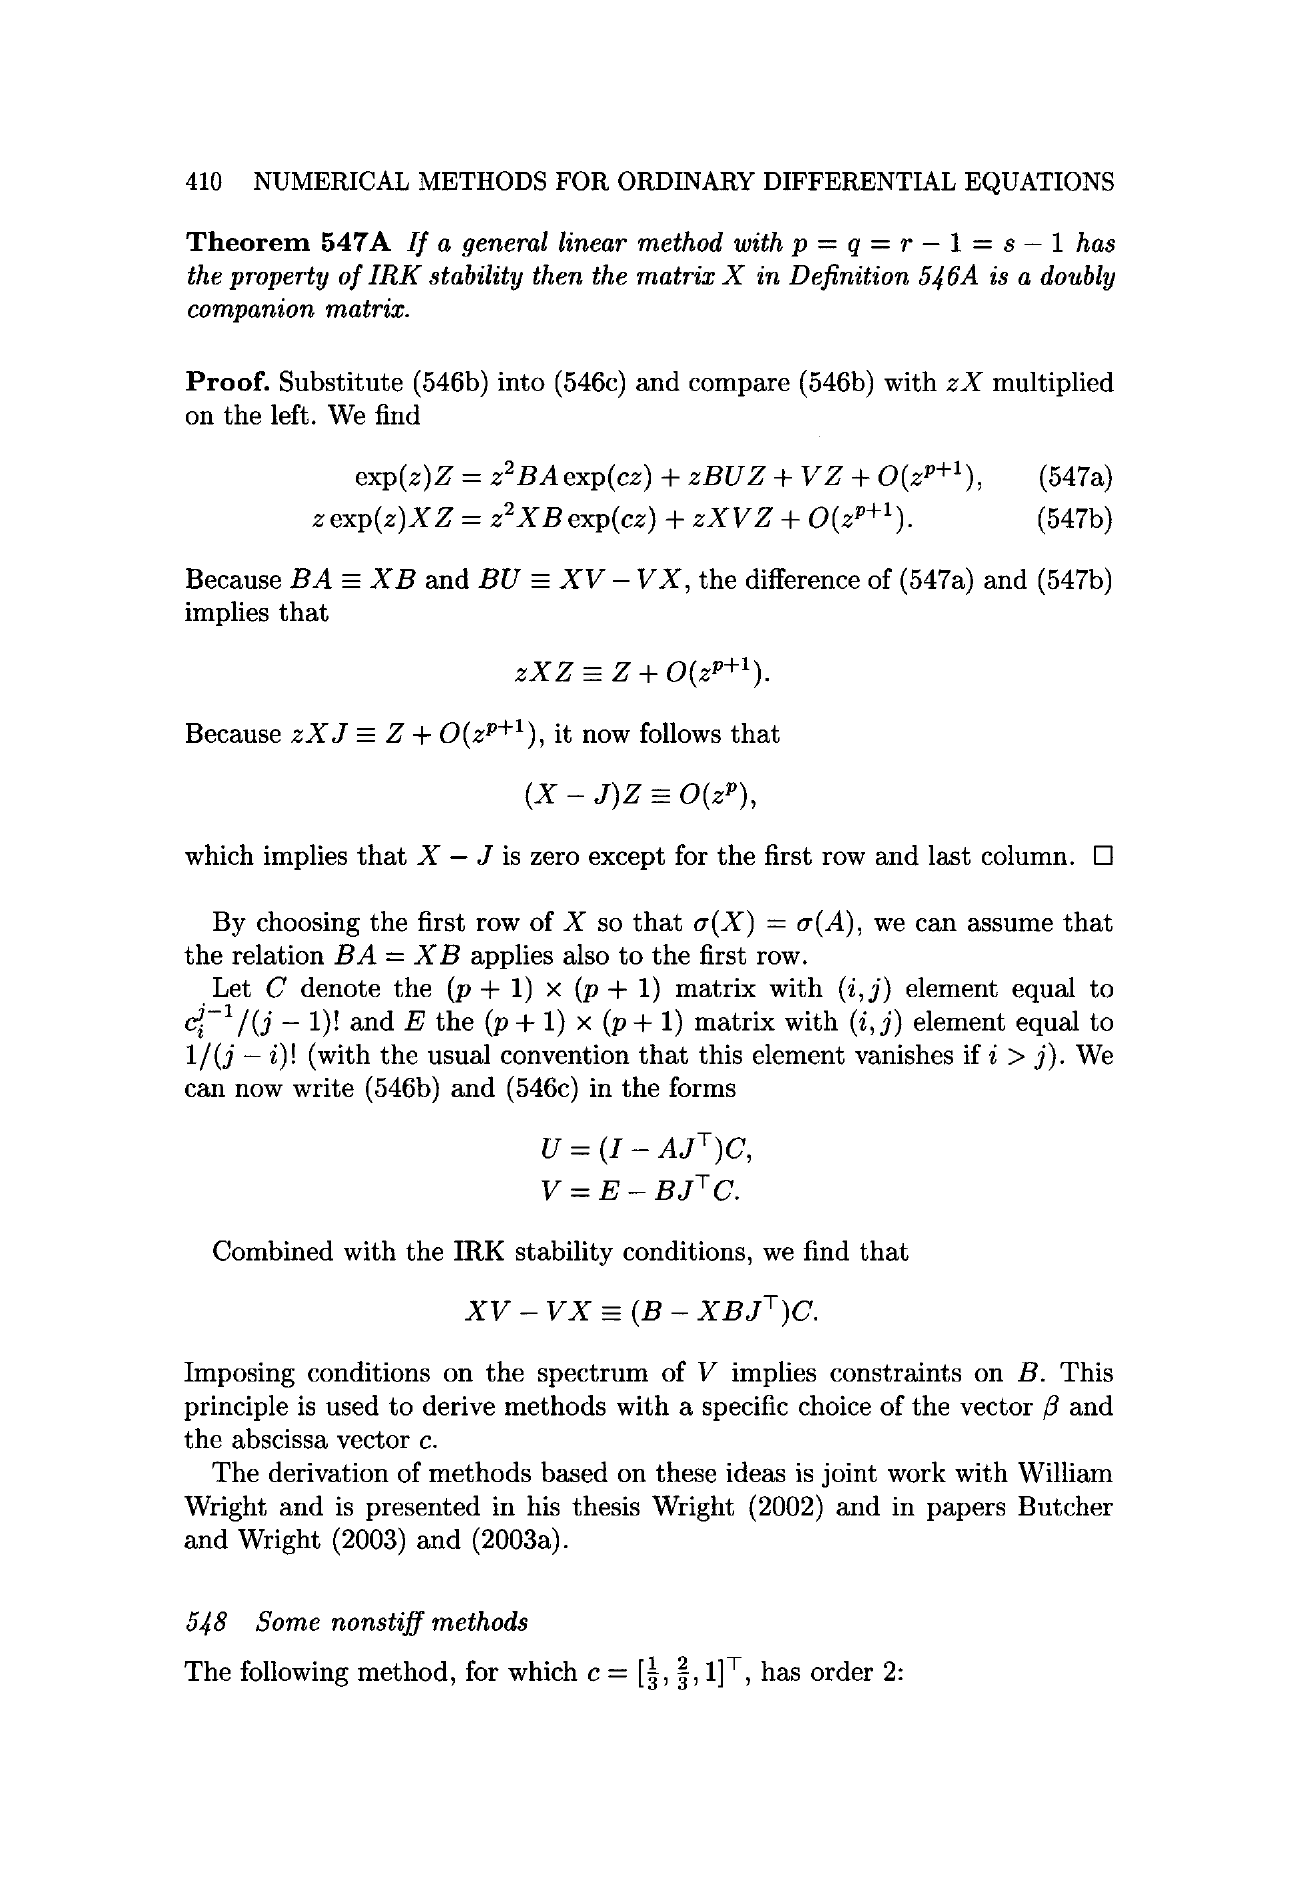 410 NUMERICAL METHODS FOR ORDINARY DIFFERENTIAL EQUATIONS
Theorem 547A If a general linear method with p = q = r − 1 = s − 1 has
the property of IRK stability then the matrix X in Definition 546A is a doubly
companion matrix.
Proof. Substitute (546b) into (546c) and compare (546b) with zX multiplied
on the left. We find
exp(z)Z = z²BA exp(cz) + zBUZ + VZ + O(z^{p+1}), (547a)
z exp(z)XZ = z²XB exp(cz) + zXVZ + O(z^{p+1}). (547b)
Because BA ≡ XB and BU ≡ XV − VX, the difference of (547a) and (547b)
implies that
zXZ ≡ Z + O(z^{p+1}).
Because zXJ ≡ Z + O(z^{p+1}), it now follows that
(X − J)Z ≡ O(z^p),
which implies that X − J is zero except for the first row and last column. □
By choosing the first row of X so that σ(X) = σ(A), we can assume that
the relation BA = XB applies also to the first row.
Let C denote the (p + 1) × (p + 1) matrix with (i, j) element equal to
c_i^{j−1}/(j − 1)! and E the (p + 1) × (p + 1) matrix with (i, j) element equal to
1/(j − i)! (with the usual convention that this element vanishes if i > j). We
can now write (546b) and (546c) in the forms
U = (I − AJ^⊤)C,
V = E − BJ^⊤C.
Combined with the IRK stability conditions, we find that
XV − VX ≡ (B − XBJ^⊤)C.
Imposing conditions on the spectrum of V implies constraints on B. This
principle is used to derive methods with a specific choice of the vector β and
the abscissa vector c.
The derivation of methods based on these ideas is joint work with William
Wright and is presented in his thesis Wright (2002) and in papers Butcher
and Wright (2003) and (2003a).
548 Some nonstiff methods
The following method, for which c = [1/3, 2/3, 1]^⊤, has order 2: